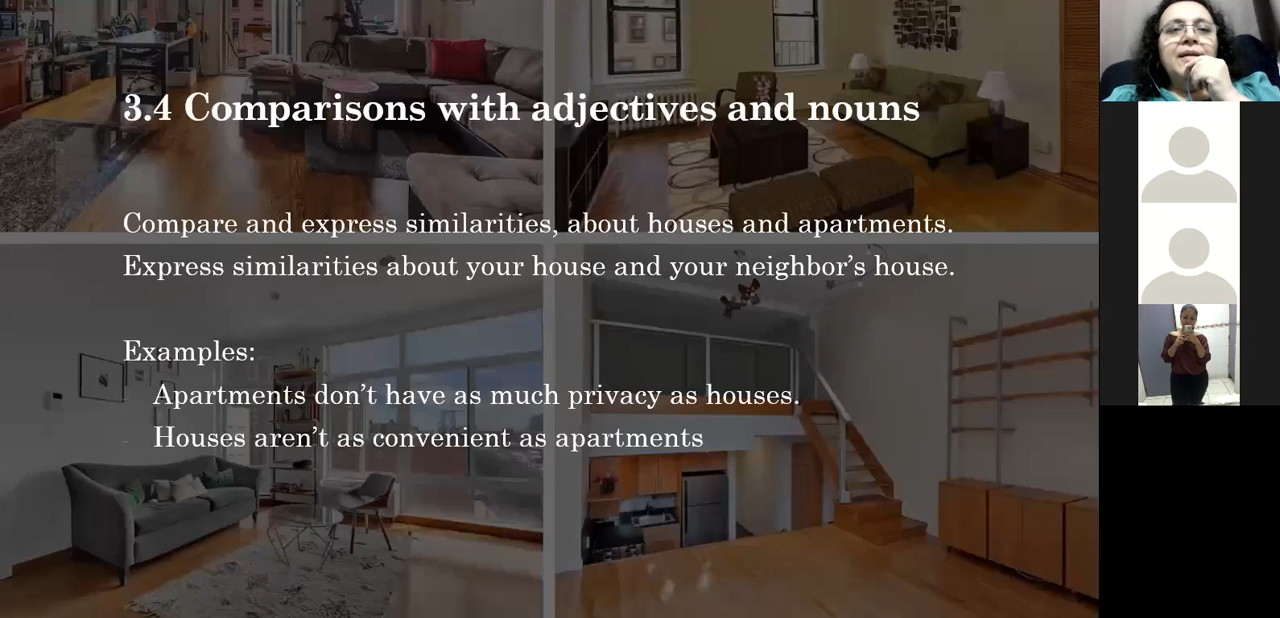 3.4 Comparisons with adjectives and nouns
Compare and express similarities, about houses and apartments.
Express similarities about your house and your neighbor's house.
Examples:
Apartments don't have as much privacy as houses.
- Houses aren't as convenient as apartments